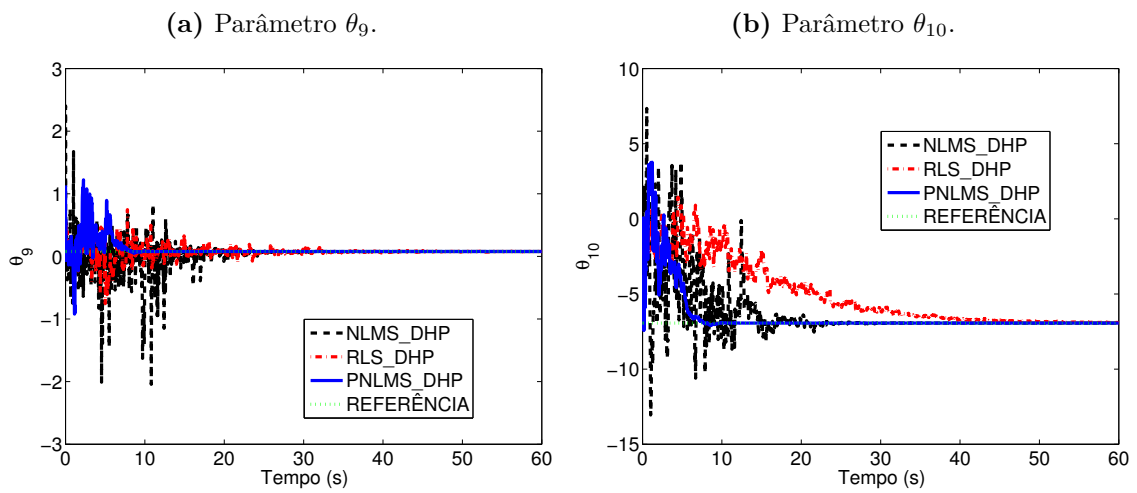 (a) Parâmetro θ9.
3
2
1
0
−1
−2
−3
θ9
0
10
20
30
40
50
60
Tempo (s)
NLMS_DHP
RLS_DHP
PNLMS_DHP
REFERÊNCIA
(b) Parâmetro θ10.
10
5
0
−5
−10
−15
θ10
0
10
20
30
40
50
60
Tempo (s)
NLMS_DHP
RLS_DHP
PNLMS_DHP
REFERÊNCIA